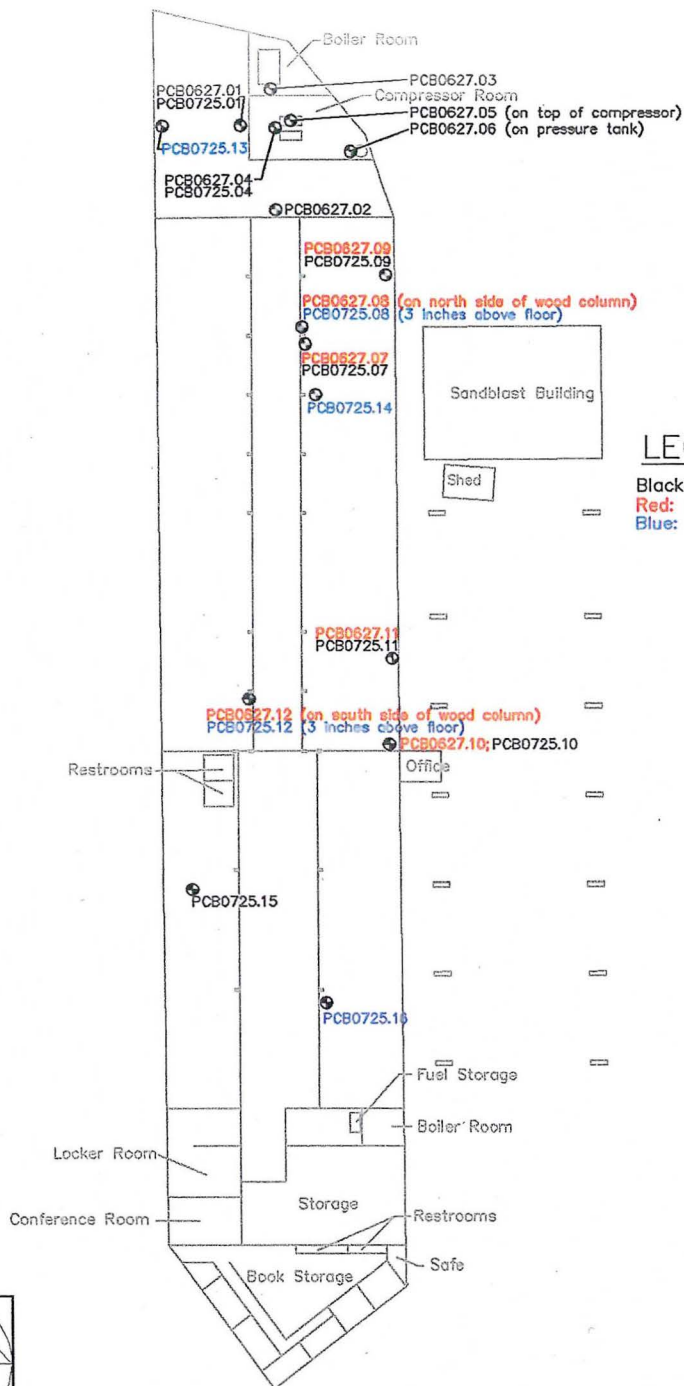 Boiler Room
PCB0627.03
PCB0627.01
PCB0725.01
Compressor Room
PCB0627.05 (on top of compressor)
PCB0627.06 (on pressure tank)
PCB0725.13
PCB0627.04
PCB0725.04
PCB0627.02
PCB0627.09
PCB0725.09
PCB0627.08 (on north side of wood column)
PCB0725.08 (3 inches above floor)
PCB0627.07
PCB0725.07
PCB0725.14
Sandblast Building
Shed
Black
Red:
Blue:
PCB0627.11
PCB0725.11
PCB0627.12 (on south side of wood column)
PCB0725.12 (3 inches above floor)
PCB0627.10; PCB0725.10
Restrooms
Office
PCB0725.15
PCB0725.16
Fuel Storage
Boiler Room
Locker Room
Storage
Conference Room
Restrooms
Safe
Book Storage